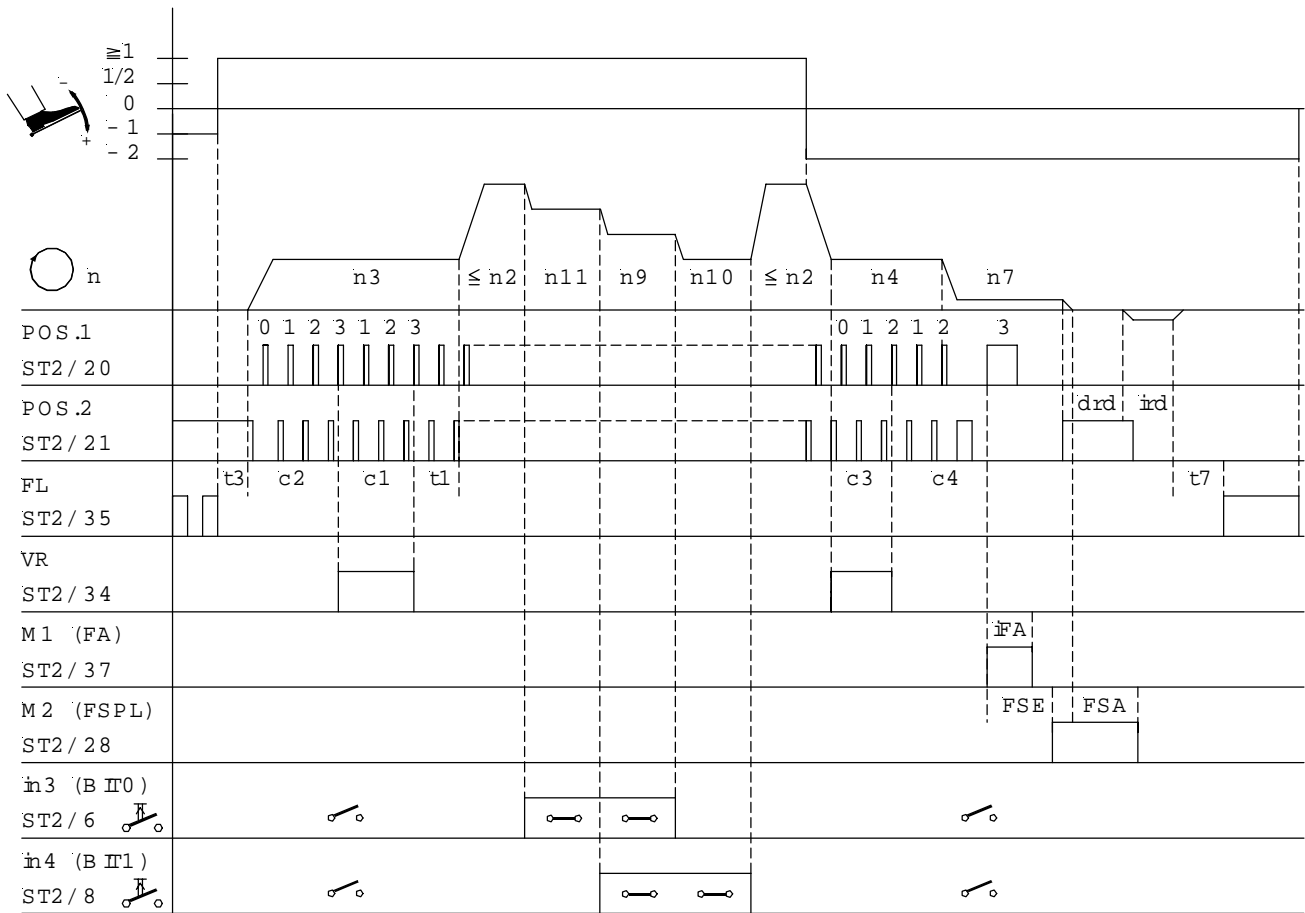 ≧1
1/2
0
-1
-2
-
+
n
n3 ≤ n2 n11 n9 n10 ≤ n2 n4 n7
POS.1 0 1 2 3 1 2 3 0 1 2 1 2 3
ST2/20
POS.2 drd ird
ST2/21
FL t3 c2 c1 t1 c3 c4 t7
ST2/35
VR
ST2/34
M1 (FA) iFA
ST2/37
M2 (FSPL) FSE FSA
ST2/28
in3 (BIT0)
ST2/6
in4 (BIT1)
ST2/8